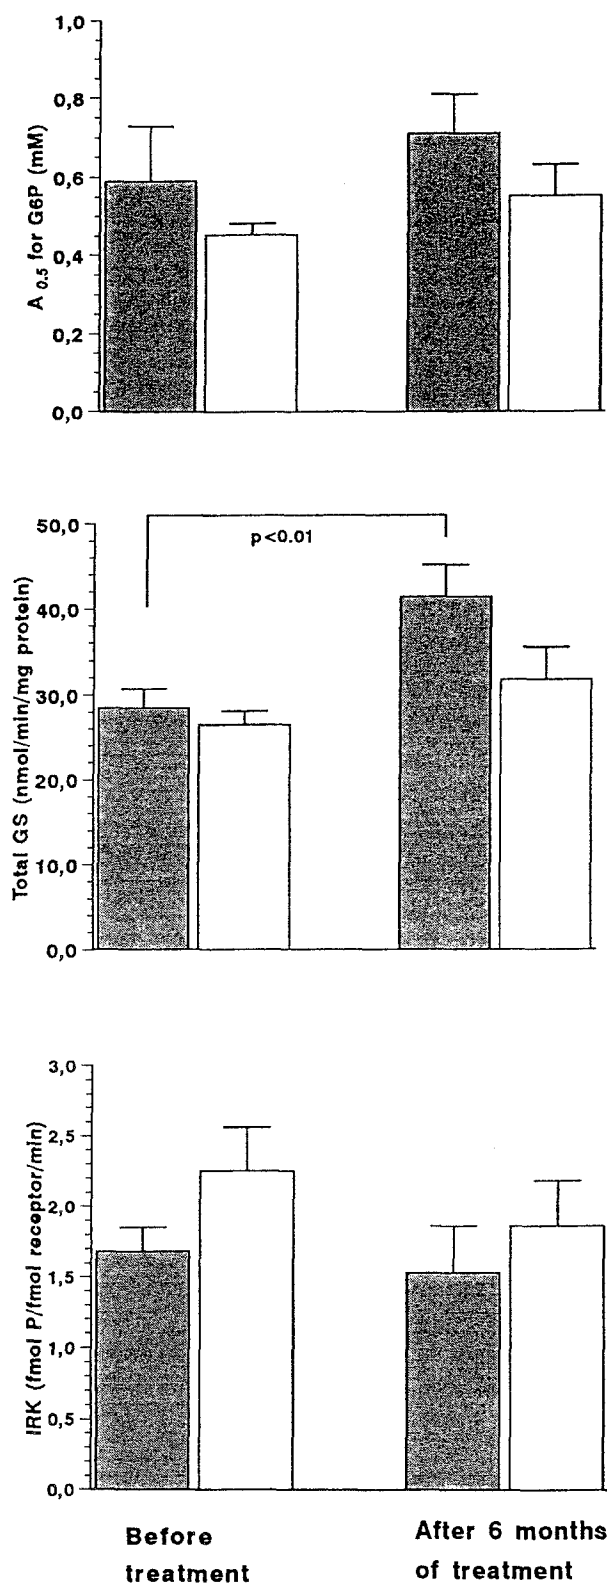 A 0.5 for G6P (mM)
1,0
0,8
0,6
0,4
0,2
0,0
Total GS (nmol/min/mg protein)
50,0
40,0
30,0
20,0
10,0
0,0
p<0.01
IRK (fmol P/fmol receptor/min)
3,0
2,5
2,0
1,5
1,0
0,5
0,0
Before
treatment
After 6 months
of treatment